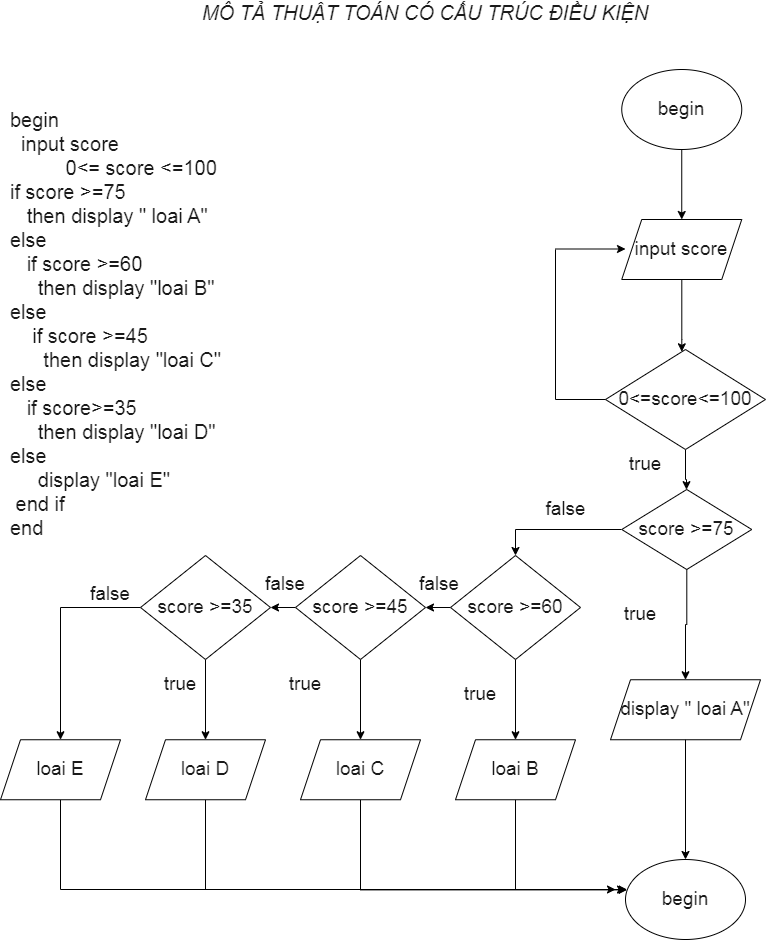 MÔ TẢ THUẬT TOÁN CÓ CẤU TRÚC ĐIỀU KIỆN
begin
input score
0<= score <=100
if score >=75
then display " loai A"
else
if score >=60
then display "loai B"
else
if score >=45
then display "loai C"
else
if score>=35
then display "loai D"
else
display "loai E"
end if
end
begin
input score
0<=score<=100
true
score >=75
false
true
display " loai A"
score >=60
false
true
loai B
score >=45
false
true
loai C
score >=35
false
true
loai D
loai E
begin